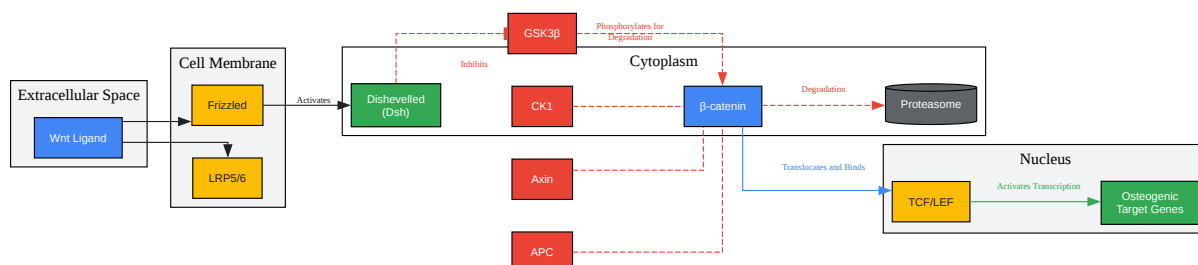 Extracellular Space
Wnt Ligand
Cell Membrane
Frizzled
LRP5/6
Activates
Cytoplasm
Dishevelled
(Dsh)
Inhibits
GSK3β
Phosphorylates for
Degradation
CK1
β-catenin
Degradation
Proteasome
Axin
APC
Translocates and Binds
Nucleus
TCF/LEF
Activates Transcription
Osteogenic
Target Genes